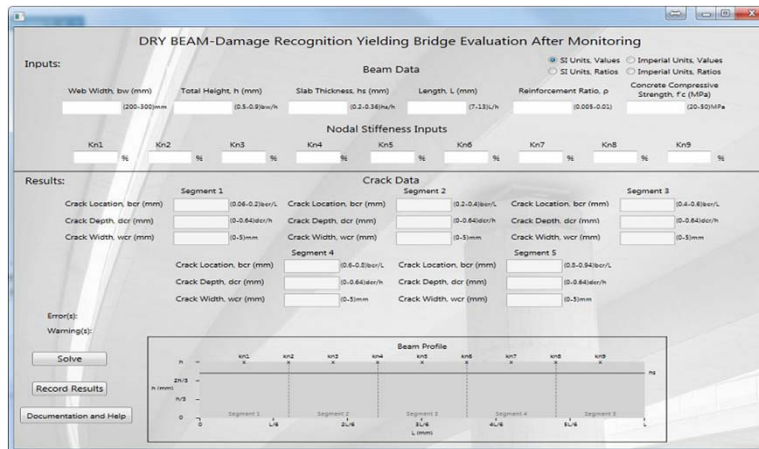 DRY BEAM-Damage Recognition Yielding Bridge Evaluation After Monitoring
Inputs:
Beam Data
SI Units, Values Imperial Units, Values
SI Units, Ratios Imperial Units, Ratios
Web Width, bw (mm) Total Height, h (mm) Slab Thickness, hs (mm) Length, L (mm) Reinforcement Ratio, ρ Concrete Compressive Strength, f'c (MPa)
(200-300)mm (0.5-0.9)bw/h (0.2-0.36)hs/h (7-13)L/h (0.005-0.01) (20-50)MPa
Nodal Stiffeness Inputs
Kn1 Kn2 Kn3 Kn4 Kn5 Kn6 Kn7 Kn8 Kn9
% % % % % % % % %
Results:
Crack Data
Segment 1 Segment 2 Segment 3
Crack Location, bcr (mm) (0.06-0.2)bcr/L Crack Location, bcr (mm) (0.2-0.4)bcr/L Crack Location, bcr (mm) (0.4-0.6)bcr/L
Crack Depth, dcr (mm) (0-0.64)dcr/h Crack Depth, dcr (mm) (0-0.64)dcr/h Crack Depth, dcr (mm) (0-0.64)dcr/h
Crack Width, wcr (mm) (0-5)mm Crack Width, wcr (mm) (0-5)mm Crack Width, wcr (mm) (0-5)mm
Segment 4 Segment 5
Crack Location, bcr (mm) (0.6-0.8)bcr/L Crack Location, bcr (mm) (0.8-0.94)bcr/L
Crack Depth, dcr (mm) (0-0.64)dcr/h Crack Depth, dcr (mm) (0-0.64)dcr/h
Crack Width, wcr (mm) (0-5)mm Crack Width, wcr (mm) (0-5)mm
Error(s):
Warning(s):
Solve
Record Results
Documentation and Help
Beam Profile
kn1 kn2 kn3 kn4 kn5 kn6 kn7 kn8 kn9
h
hs
2h/3
h (mm)
h/3
0
Segment 1 Segment 2 Segment 3 Segment 4 Segment 5
0 L/6 2L/6 3L/6 4L/6 5L/6 L
L (mm)